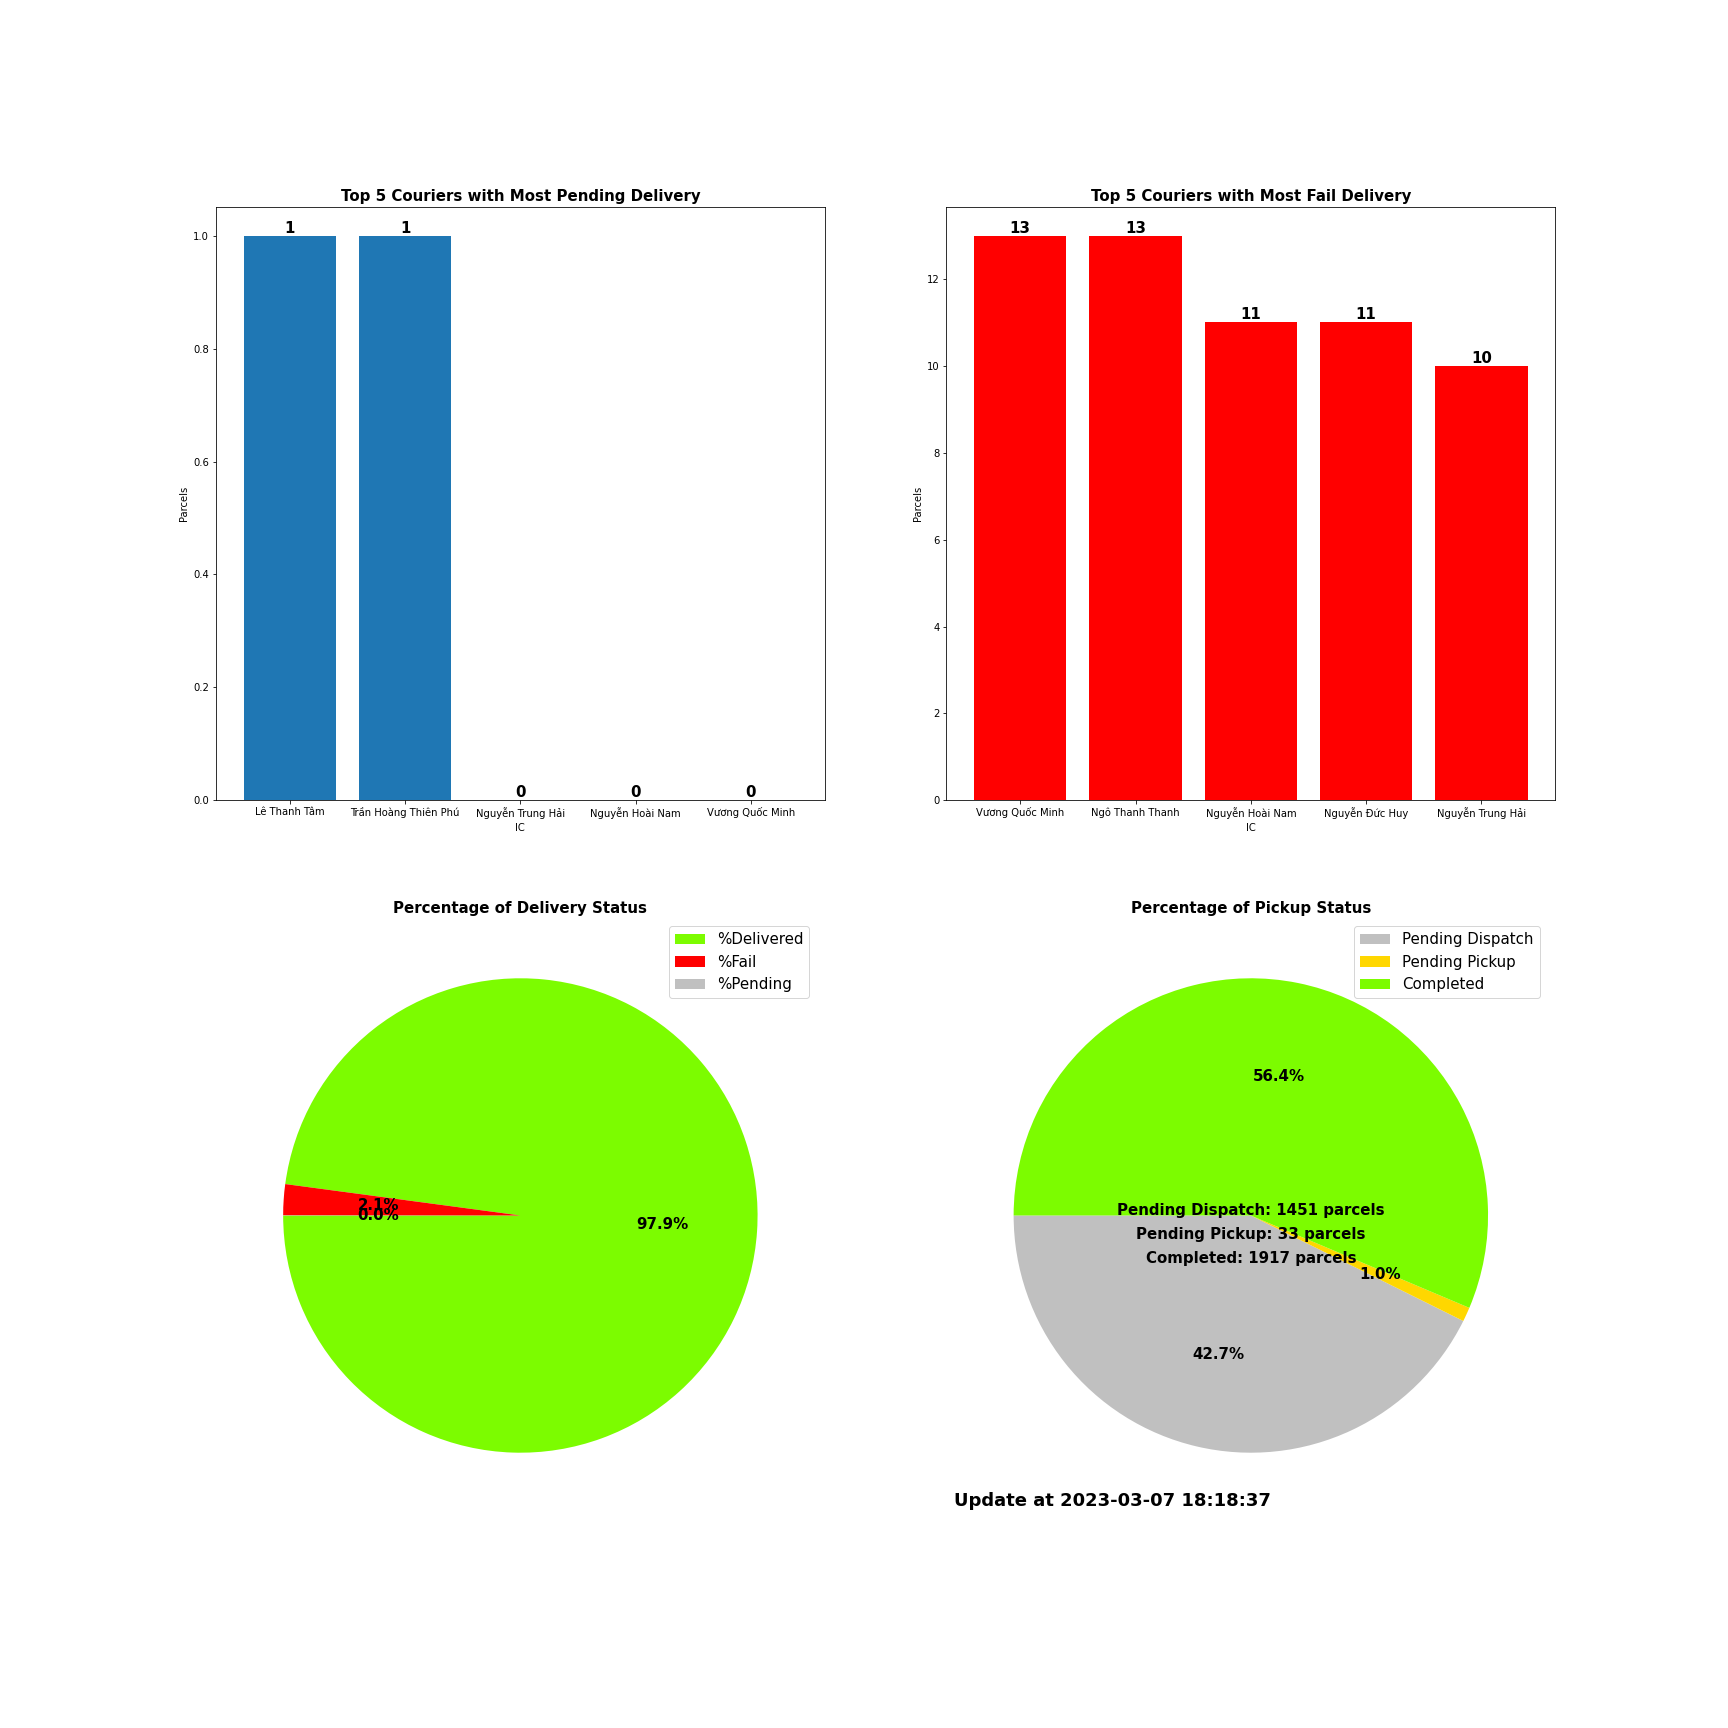 Top 5 Couriers with Most Pending Delivery
1
1
0
0
0
1.0
0.8
0.6
0.4
0.2
0.0
Parcels
Lê Thanh Tâm
Trần Hoàng Thiên Phú
Nguyễn Trung Hải
Nguyễn Hoài Nam
Vương Quốc Minh
IC
Top 5 Couriers with Most Fail Delivery
13
13
11
11
10
12
10
8
6
4
2
0
Parcels
Vương Quốc Minh
Ngô Thanh Thanh
Nguyễn Hoài Nam
Nguyễn Đức Huy
Nguyễn Trung Hải
IC
Percentage of Delivery Status
%Delivered
%Fail
%Pending
2.1%
0.0%
97.9%
Percentage of Pickup Status
Pending Dispatch
Pending Pickup
Completed
56.4%
Pending Dispatch: 1451 parcels
Pending Pickup: 33 parcels
Completed: 1917 parcels
1.0%
42.7%
Update at 2023-03-07 18:18:37